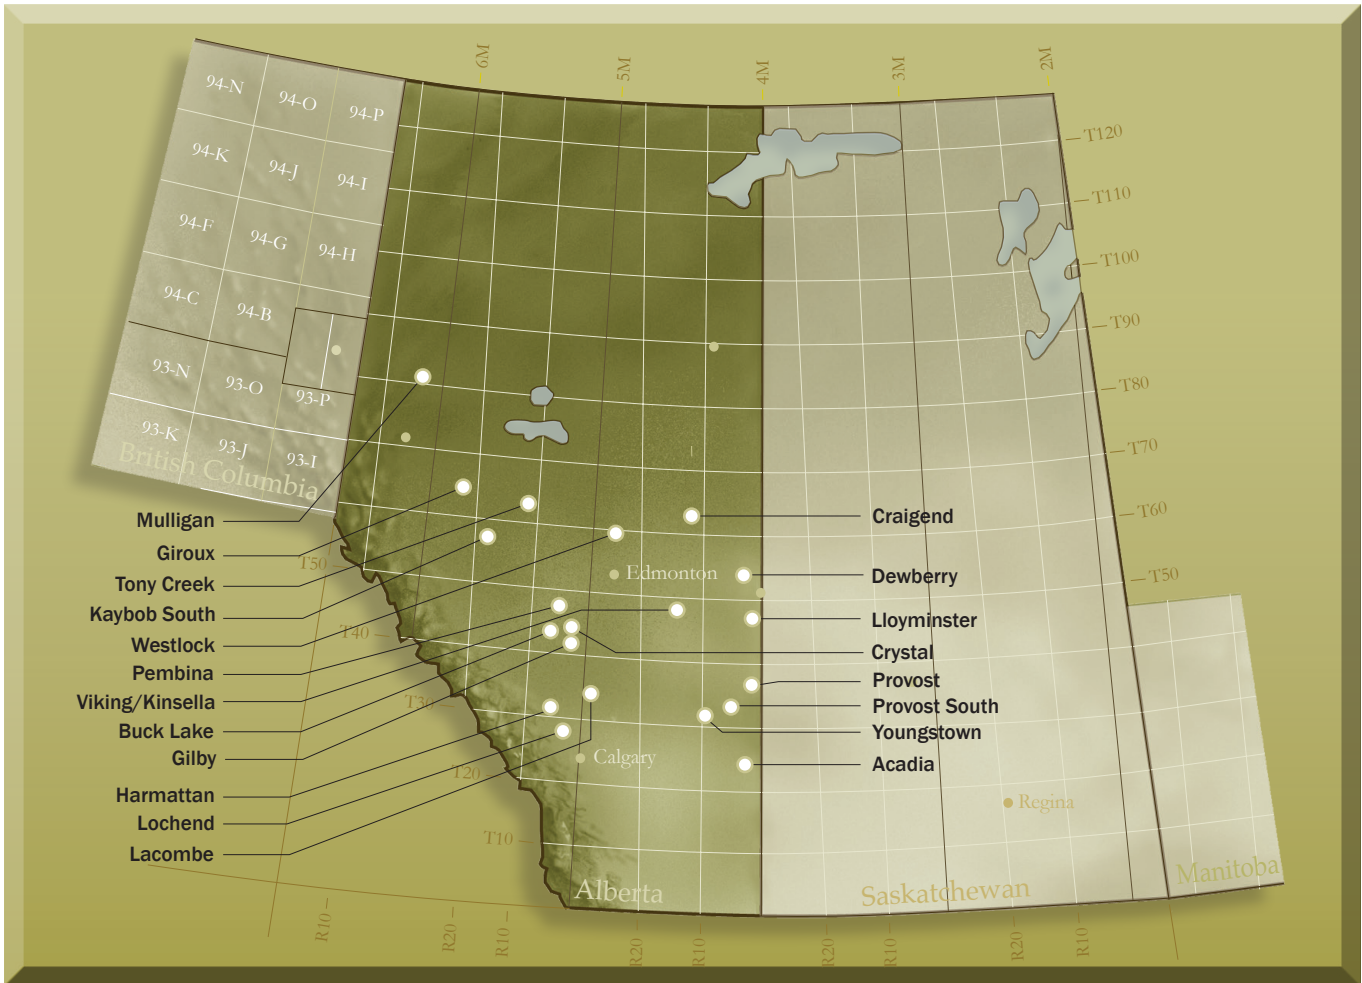 6M
5M
4M
3M
2M
94-N
94-O
94-P
T120
94-K
94-J
94-I
T110
94-F
94-G
94-H
T100
94-C
94-B
T90
93-N
93-O
93-P
T80
93-K
93-J
93-I
T70
British Columbia
T60
T50
T50
T40
T30
T20
T10
Mulligan
Giroux
Tony Creek
Kaybob South
Westlock
Pembina
Viking/Kinsella
Buck Lake
Gilby
Harmattan
Lochend
Lacombe
Edmonton
Calgary
Craigend
Dewberry
Lloyminster
Crystal
Provost
Provost South
Youngstown
Acadia
Regina
Alberta
Saskatchewan
Manitoba
R10
R20
R10
R20
R10
R20
R10
R20
R10